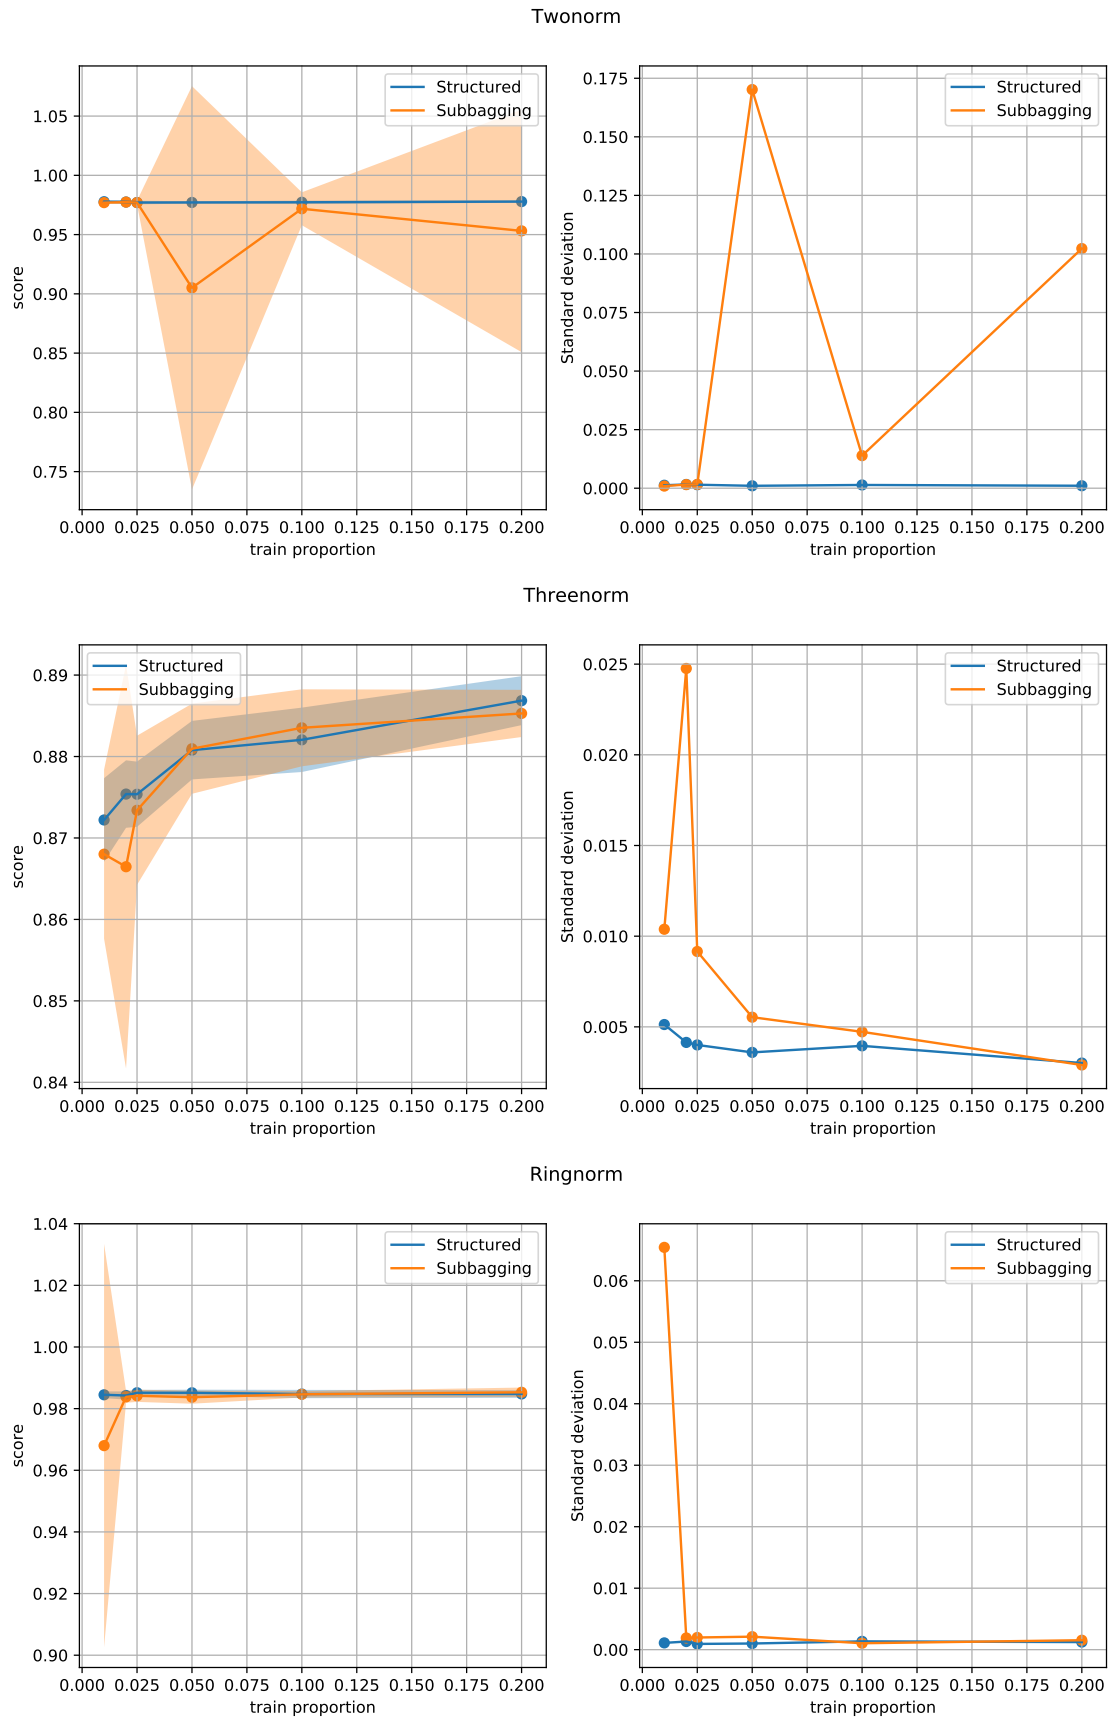 Twonorm
Structured
Subbagging
1.05
1.00
0.95
0.90
0.85
0.80
0.75
score
0.000 0.025 0.050 0.075 0.100 0.125 0.150 0.175 0.200
train proportion
Structured
Subbagging
0.175
0.150
0.125
0.100
0.075
0.050
0.025
0.000
Standard deviation
0.000 0.025 0.050 0.075 0.100 0.125 0.150 0.175 0.200
train proportion
Threenorm
Structured
Subbagging
0.89
0.88
0.87
0.86
0.85
0.84
score
0.000 0.025 0.050 0.075 0.100 0.125 0.150 0.175 0.200
train proportion
Structured
Subbagging
0.025
0.020
0.015
0.010
0.005
Standard deviation
0.000 0.025 0.050 0.075 0.100 0.125 0.150 0.175 0.200
train proportion
Ringnorm
Structured
Subbagging
1.04
1.02
1.00
0.98
0.96
0.94
0.92
0.90
score
0.000 0.025 0.050 0.075 0.100 0.125 0.150 0.175 0.200
train proportion
Structured
Subbagging
0.06
0.05
0.04
0.03
0.02
0.01
0.00
Standard deviation
0.000 0.025 0.050 0.075 0.100 0.125 0.150 0.175 0.200
train proportion